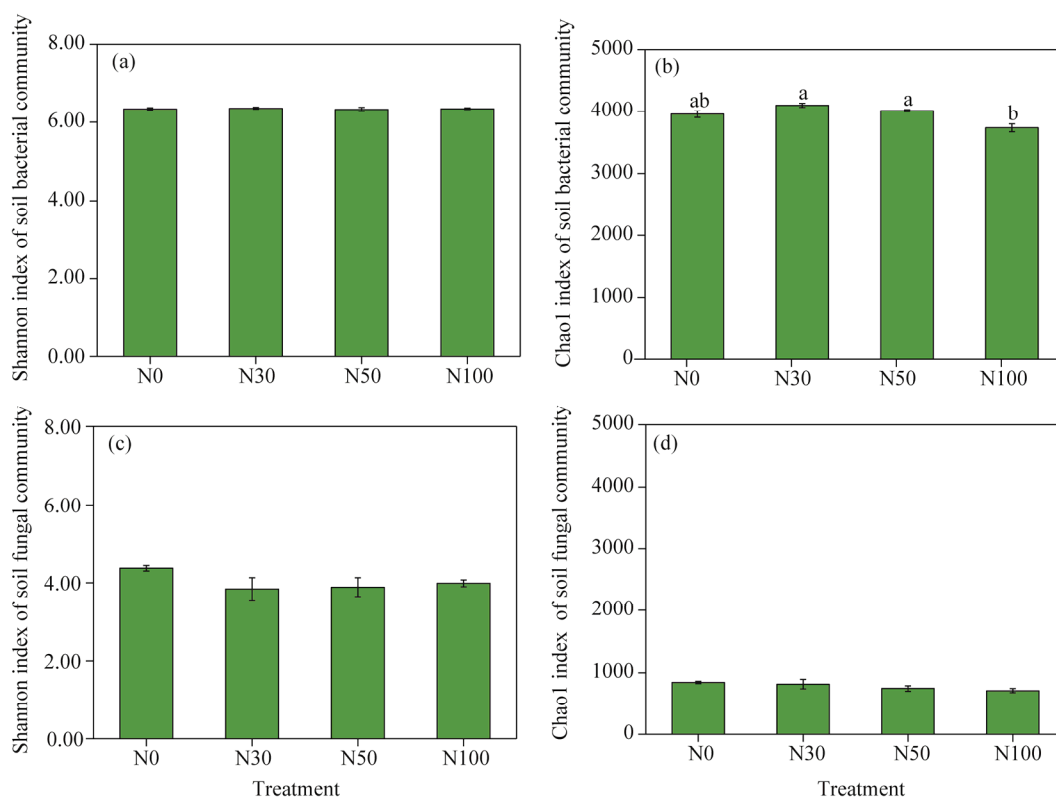 Shannon index of soil bacterial community
8.00
6.00
4.00
2.00
0.00
(a)
N0 N30 N50 N100
Chao1 index of soil bacterial community
5000
4000
3000
2000
1000
0
(b)
ab a a b
N0 N30 N50 N100
Shannon index of soil fungal community
8.00
6.00
4.00
2.00
0.00
(c)
N0 N30 N50 N100
Treatment
Chao1 index of soil fungal community
5000
4000
3000
2000
1000
0
(d)
N0 N30 N50 N100
Treatment